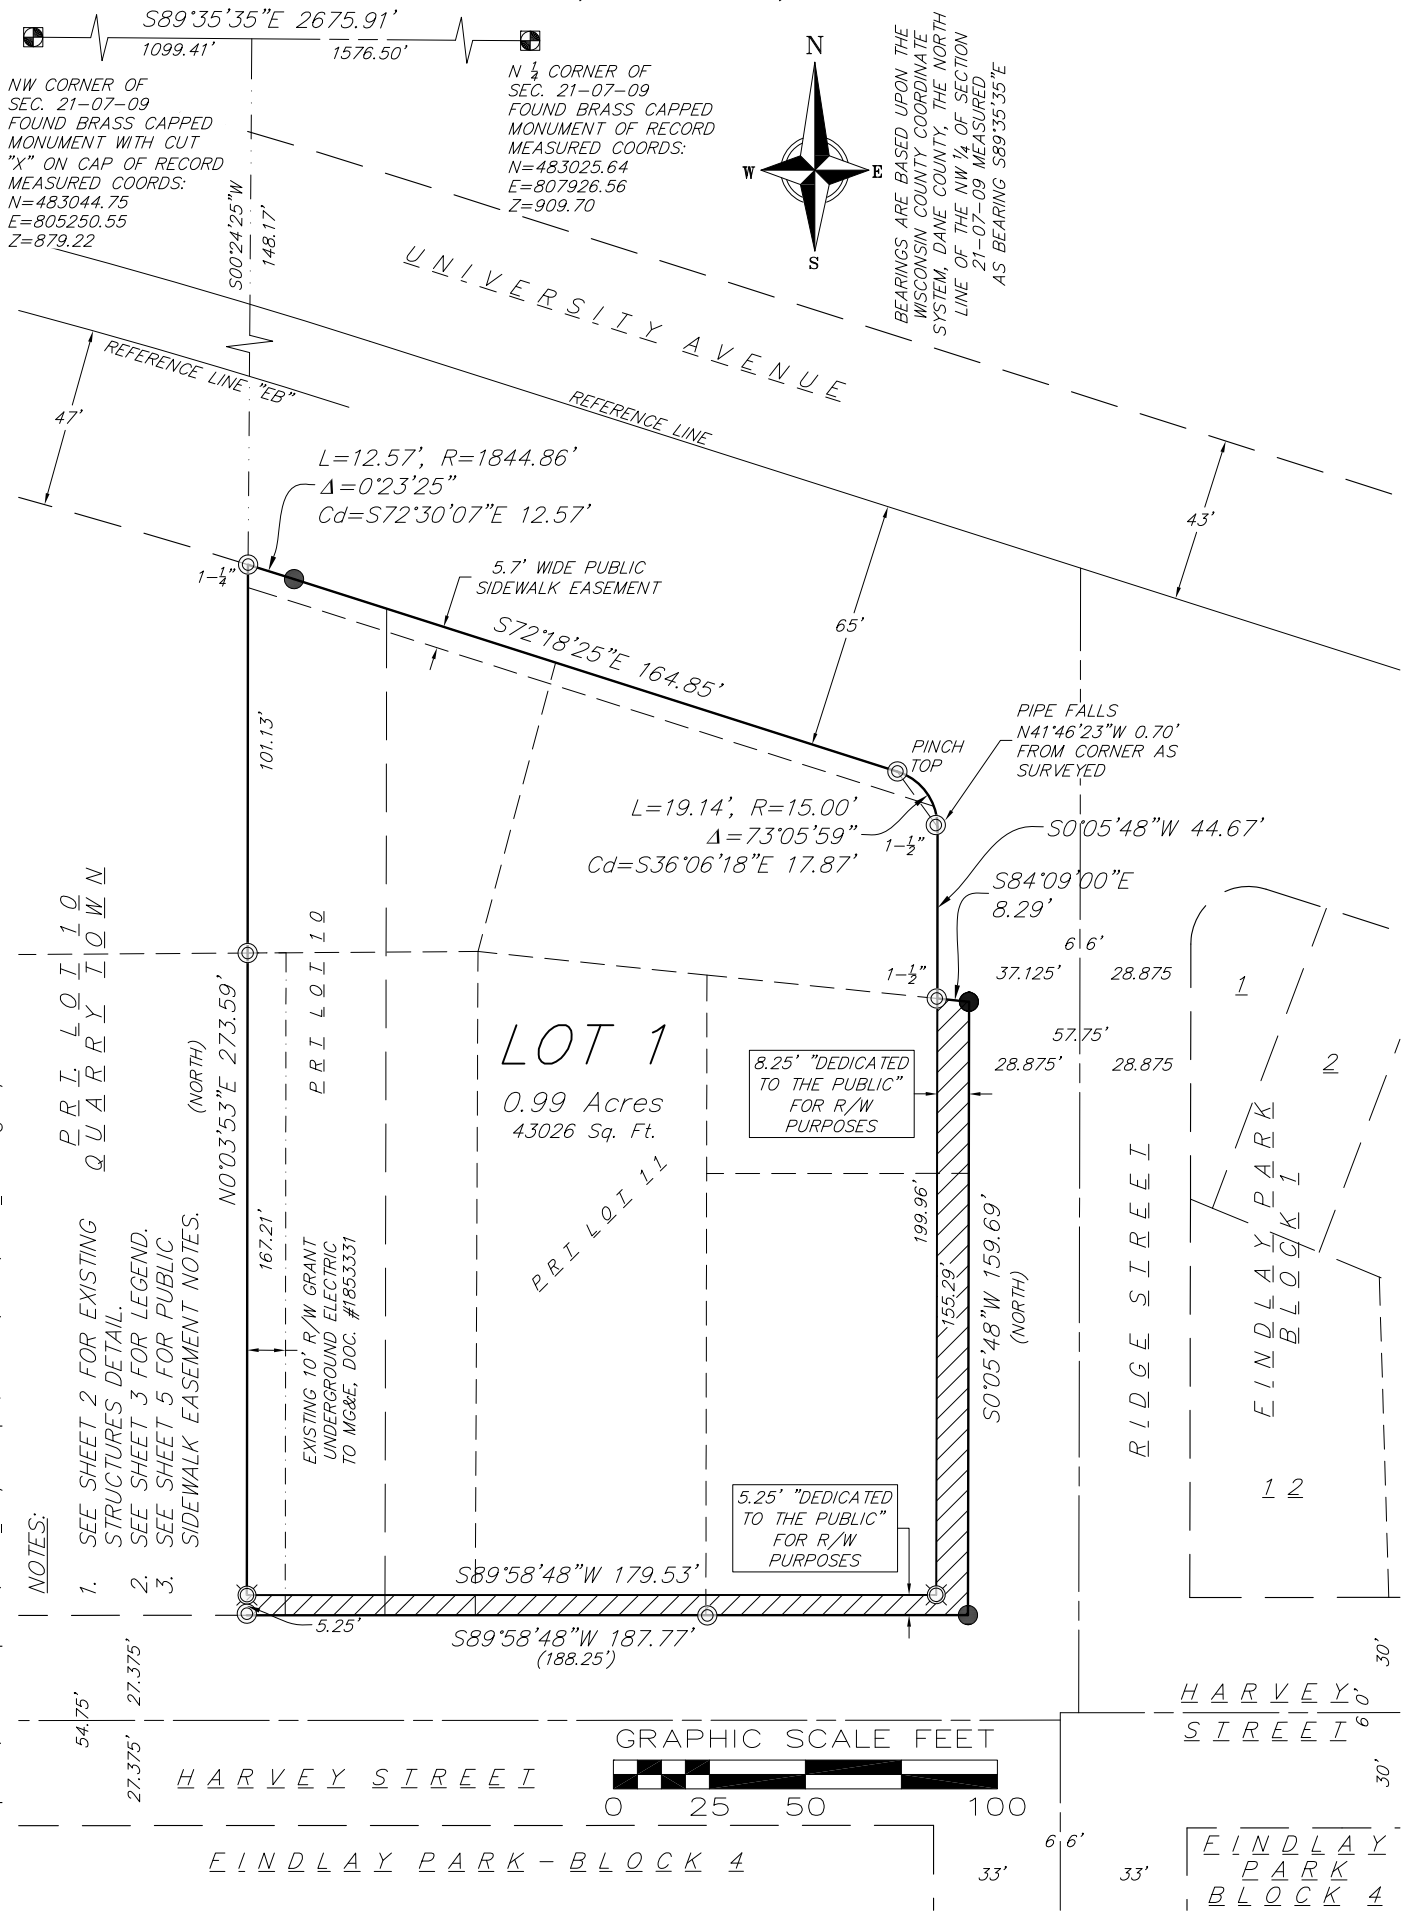 S89°35'35"E 2675.91'
1099.41'
1576.50'
NW CORNER OF
SEC. 21-07-09
FOUND BRASS CAPPED
MONUMENT WITH CUT
"X" ON CAP OF RECORD
MEASURED COORDS:
N=483044.75
E=805250.55
Z=879.22
N 1/4 CORNER OF
SEC. 21-07-09
FOUND BRASS CAPPED
MONUMENT OF RECORD
MEASURED COORDS:
N=483025.64
E=807926.56
Z=909.70
N
W
E
S
BEARINGS ARE BASED UPON THE
WISCONSIN COUNTY COORDINATE
SYSTEM, DANE COUNTY, THE NORTH
LINE OF THE NW 1/4 OF SECTION
21-07-09 MEASURED
AS BEARING S89°35'35"E
S00°24'25"W
148.17'
UNIVERSITY AVENUE
REFERENCE LINE "EB"
REFERENCE LINE
47'
43'
65'
L=12.57', R=1844.86'
Δ=0°23'25"
Cd=S72°30'07"E 12.57'
1-1/4"
5.7' WIDE PUBLIC
SIDEWALK EASEMENT
S72°18'25"E 164.85'
PINCH
TOP
PIPE FALLS
N41°46'23"W 0.70'
FROM CORNER AS
SURVEYED
L=19.14', R=15.00'
Δ=73°05'59"
Cd=S36°06'18"E 17.87'
1-1/2"
S0°05'48"W 44.67'
S84°09'00"E
8.29'
66'
37.125'
28.875
1-1/2"
57.75'
28.875'
28.875
101.13'
PRT. LOT 10
QUARRY TOWN
PRT LOT 10
N0°03'53"E 273.59'
(NORTH)
167.21'
LOT 1
0.99 Acres
43026 Sq. Ft.
PRT LOT 11
8.25' "DEDICATED
TO THE PUBLIC"
FOR R/W
PURPOSES
199.96'
155.29'
S0°05'48"W 159.69'
(NORTH)
RIDGE STREET
1
2
FINDLAY PARK
BLOCK 1
12
EXISTING 10' R/W GRANT
UNDERGROUND ELECTRIC
TO MG&E, DOC. #1853331
NOTES:
1. SEE SHEET 2 FOR EXISTING
STRUCTURES DETAIL.
2. SEE SHEET 3 FOR LEGEND.
3. SEE SHEET 5 FOR PUBLIC
SIDEWALK EASEMENT NOTES.
5.25' "DEDICATED
TO THE PUBLIC"
FOR R/W
PURPOSES
S89°58'48"W 179.53'
5.25'
S89°58'48"W 187.77'
(188.25')
54.75'
27.375'
27.375'
HARVEY STREET
GRAPHIC SCALE FEET
0 25 50 100
HARVEY
STREET
30'
60'
30'
FINDLAY PARK-BLOCK 4
66'
33'
33'
FINDLAY
PARK
BLOCK 4